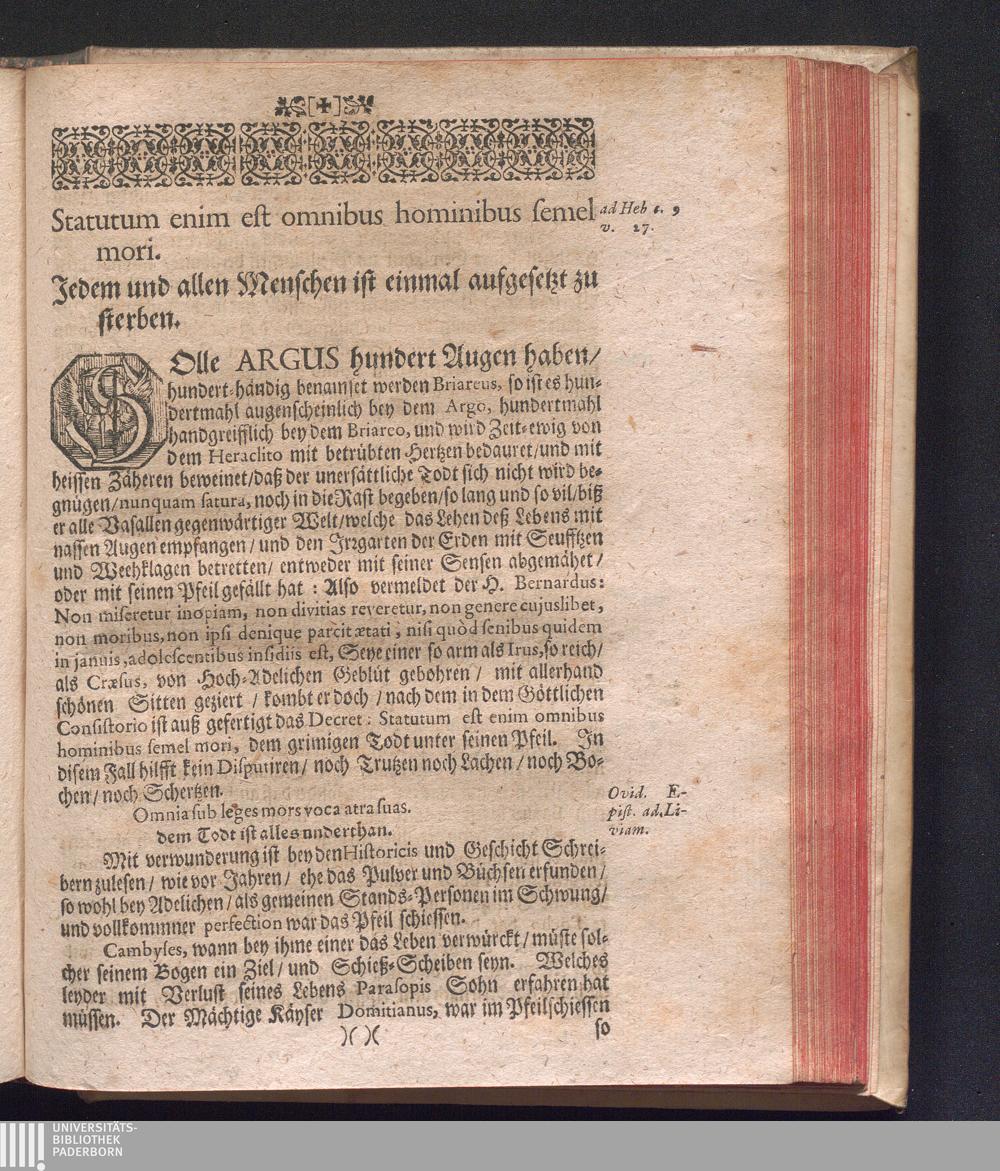 [+]
Statutum enim eſt omnibus hominibus ſemel
mori.
ad Heb c. 9
v. 27.
Jedem und allen Menſchen iſt einmal aufgeſetzt zu
ſterben.
SOlle ARGUS hundert Augen haben/
hundert-händig benamſet werden Briareus, ſo iſt es hun-
dertmahl augenſcheinlich bey dem Argo, hundertmahl
handgreifflich bey dem Briareo, und wird Zeit-ewig von
dem Heraclito mit betrübten Hertzen bedauret/und mit
heiſſen Zäheren beweinet/daß der unerſättliche Todt ſich nicht wird be-
gnügen/nunquam ſatura, noch in die Raſt begeben/ſo lang und ſo vil/biß
er alle Vaſallen gegenwärtiger Welt/welche das Lehen deß Lebens mit
naſſen Augen empfangen/ und den Irrgarten der Erden mit Seufftzen
und Weehklagen betretten/ entweder mit ſeiner Senſen abgemähet/
oder mit ſeinen Pfeil gefällt hat : Alſo vermeldet der H. Bernardus:
Non miſeretur inopiam, non divitias reveretur, non genere cujuslibet,
non moribus, non ipſi denique parcit ætati, niſi quòd ſenibus quidem
in januis, adoleſcentibus inſidiis eſt, Seye einer ſo arm als Irus, ſo reich/
als Cræſus, von Hoch-Adelichen Geblüt gebohren/ mit allerhand
ſchönen Sitten geziert / kombt er doch / nach dem in dem Göttlichen
Conſiſtorio iſt auß gefertigt das Decret: Statutum eſt enim omnibus
hominibus ſemel mori, dem grimigen Todt unter ſeinen Pfeil. In
diſem Fall hilfft kein Diſputiren/ noch Trutzen noch Lachen / noch Bo-
chen/ noch Schertzen.
Omnia ſub leges mors voca atra ſuas.
dem Todt iſt alles underthan.
Ovid. E-
piſt. ad Li-
viam.
Mit verwunderung iſt bey den Hiſtoricis und Geſchicht Schrei-
bern zuleſen/ wie vor Jahren/ ehe das Pulver und Büchſen erfunden/
ſo wohl bey Adelichen/ als gemeinen Stands-Perſonen im Schwung/
und vollkommner perfection war das Pfeil ſchieſſen.
Cambyſes, wann bey ihme einer das Leben verwürckt/ müſte ſol-
cher ſeinem Bogen ein Ziel/ und Schieß-Scheiben ſeyn. Welches
leyder mit Verluſt ſeines Lebens Paraſopis Sohn erfahren hat
müſſen. Der Mächtige Käyſer Domitianus, war im Pfeilſchieſſen
)( )(
ſo
UNIVERSITÄTS-
BIBLIOTHEK
PADERBORN